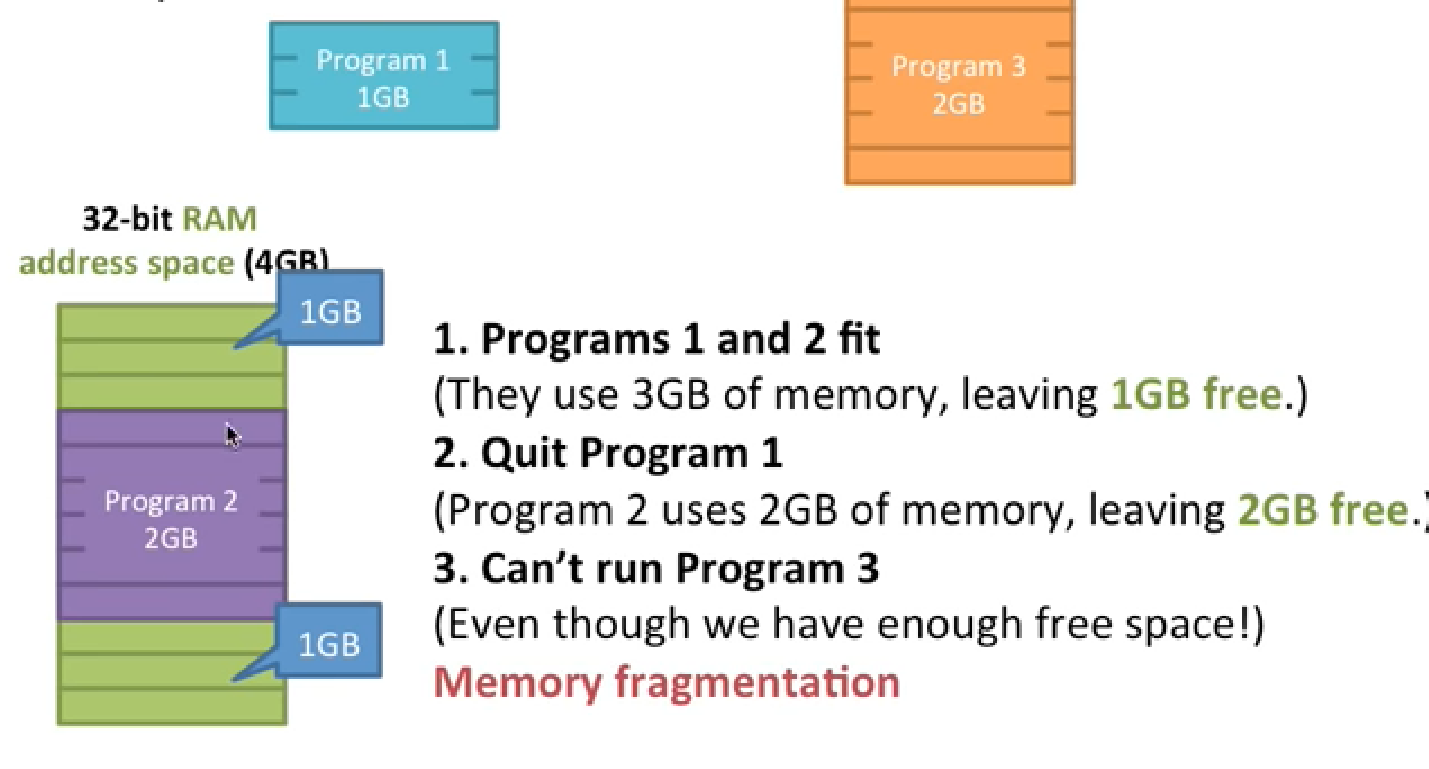 Program 1
1GB
Program 3
2GB
32-bit RAM
address space (4GB)
1GB
1. Programs 1 and 2 fit
(They use 3GB of memory, leaving 1GB free.)
2. Quit Program 1
(Program 2 uses 2GB of memory, leaving 2GB free.)
Program 2
2GB
3. Can't run Program 3
(Even though we have enough free space!)
1GB
Memory fragmentation